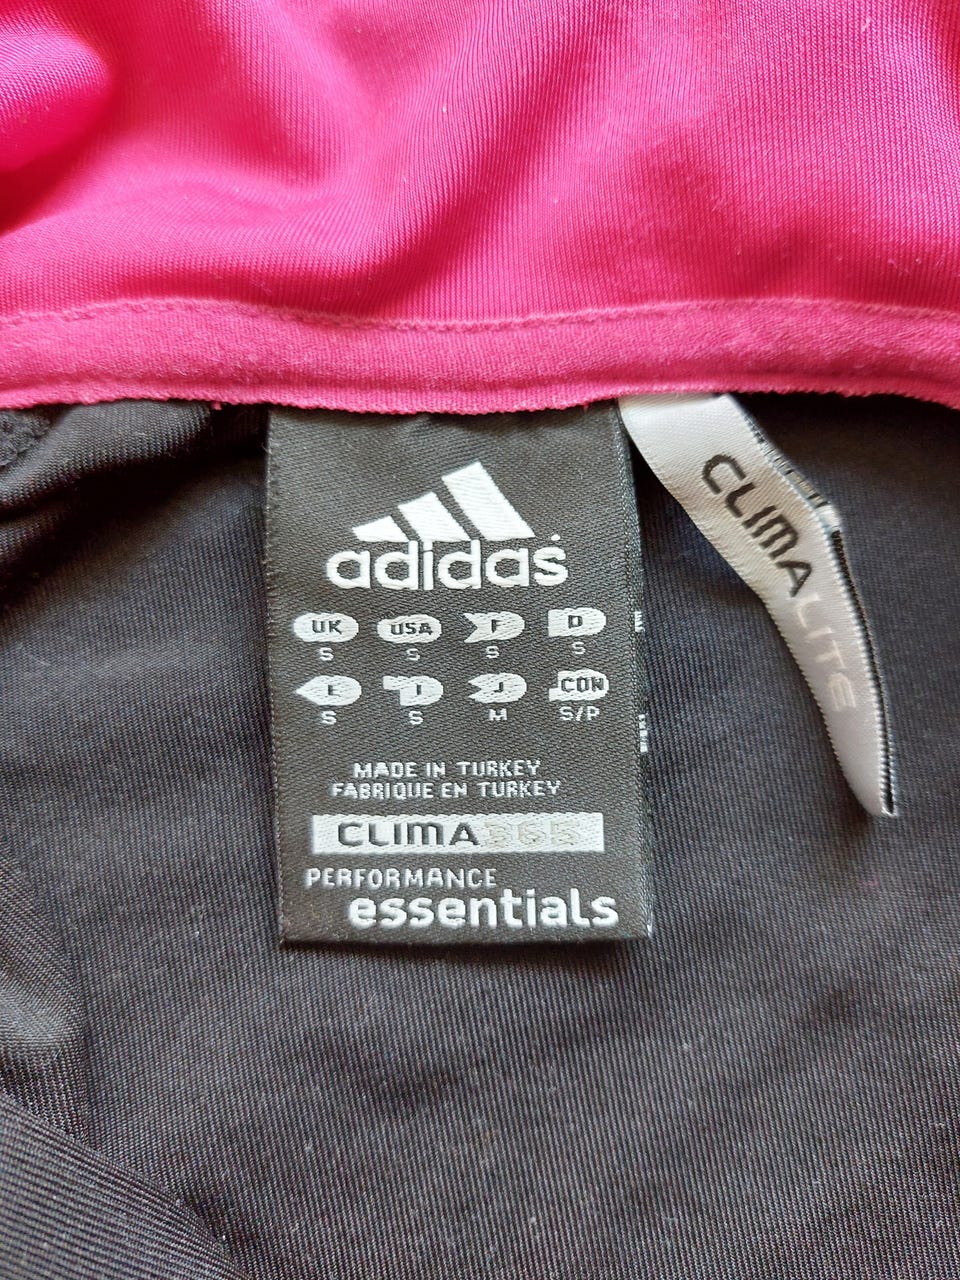 adidas
UK USA F D
S S S S
E I J CON
S S M S/P
MADE IN TURKEY
FABRIQUE EN TURKEY
CLIMA365
PERFORMANCE
essentials
CLIMALITE